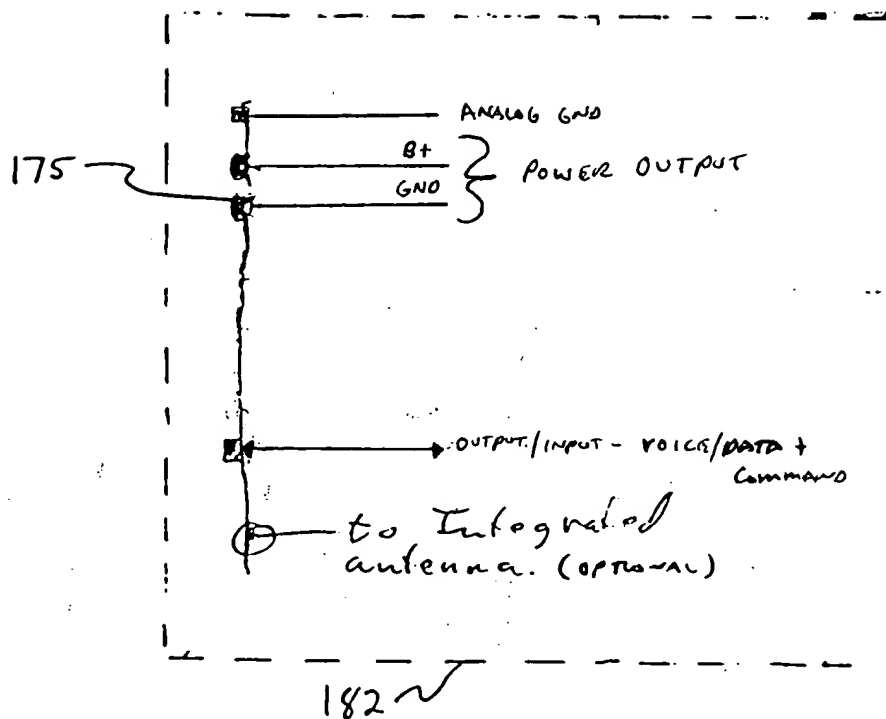 ANALOG GND
B+
175
POWER OUTPUT
GND
OUTPUT/INPUT - VOICE/DATA +
COMMAND
to Integrated
antenna. (OPTIONAL)
182